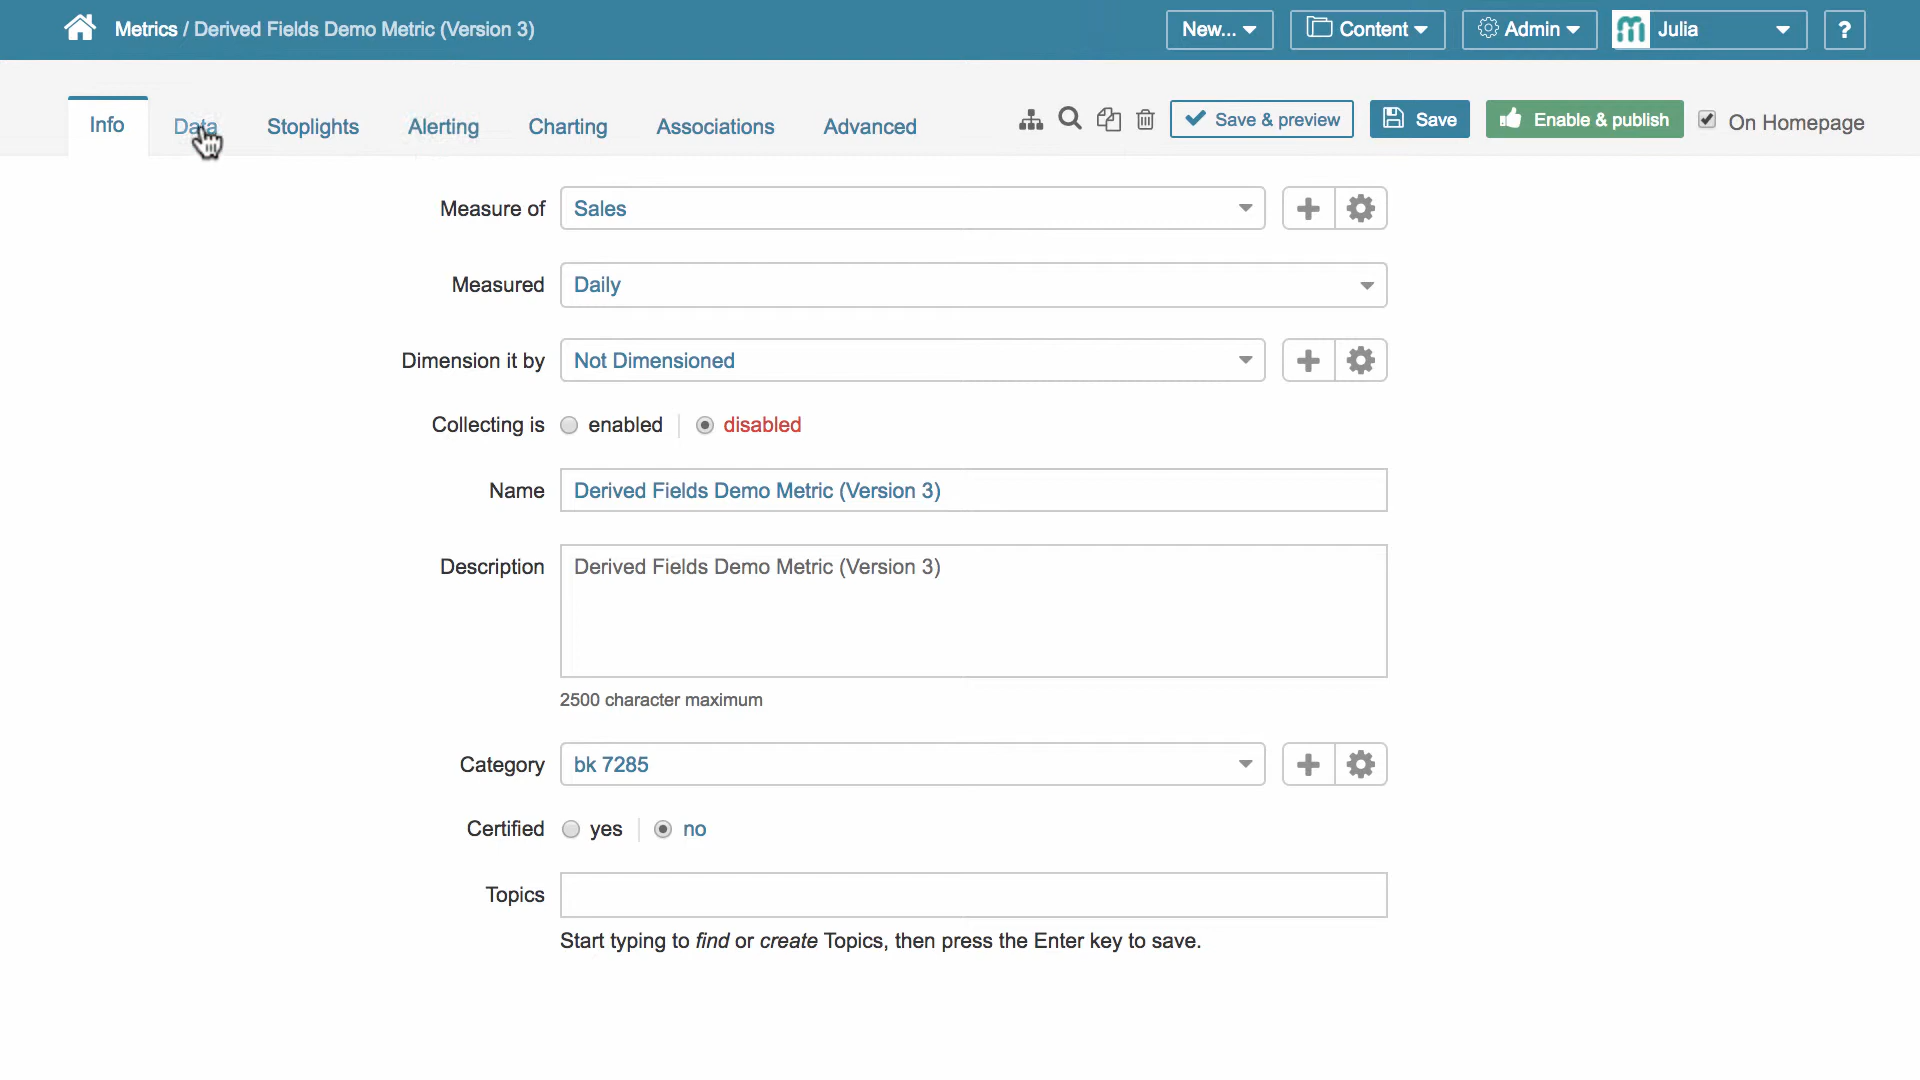 Metrics / Derived Fields Demo Metric (Version 3)
New... Content Admin Julia ?
Info Data Stoplights Alerting Charting Associations Advanced Save & preview Save Enable & publish On Homepage
Measure of Sales
Measured Daily
Dimension it by Not Dimensioned
Collecting is enabled disabled
Name Derived Fields Demo Metric (Version 3)
Description Derived Fields Demo Metric (Version 3)
2500 character maximum
Category bk 7285
Certified yes no
Topics
Start typing to find or create Topics, then press the Enter key to save.